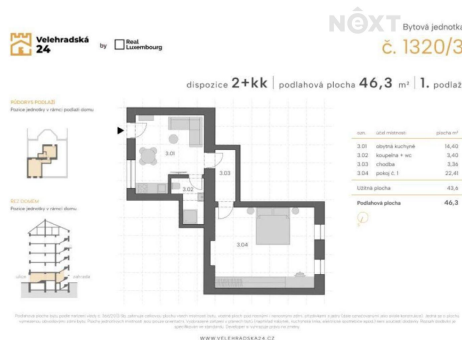 NEXT
REALITY
Velehradská
24
by
Real
Luxembourg
Bytová jednotka
č. 1320/3
dispozice 2+kk | podlahová plocha 46,3 m² | 1. podlaží
PŮDORYS PODLAŽÍ
Pozice jednotky v rámci podlaží domu
ŘEZ DOMEM
Pozice jednotky v rámci domu
ulice
zahrada
3.01
3.02
3.03
3.04
ozn. účel místnosti plocha m²
3.01 obytná kuchyně 14,40
3.02 koupelna + wc 3,40
3.03 chodba 3,36
3.04 pokoj č. 1 22,41
Užitná plocha 43,6
Podlahová plocha 46,3
WWW.VELEHRADSKA24.CZ